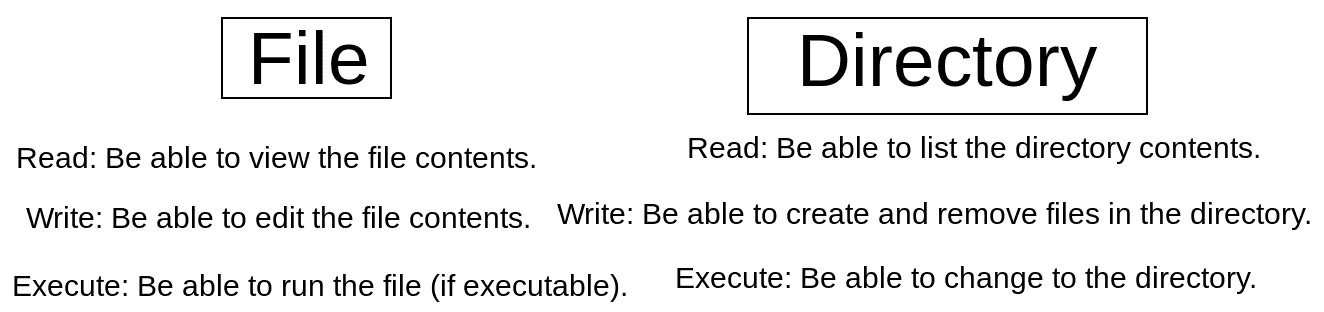 File
Read: Be able to view the file contents.
Write: Be able to edit the file contents.
Execute: Be able to run the file (if executable).
Directory
Read: Be able to list the directory contents.
Write: Be able to create and remove files in the directory.
Execute: Be able to change to the directory.